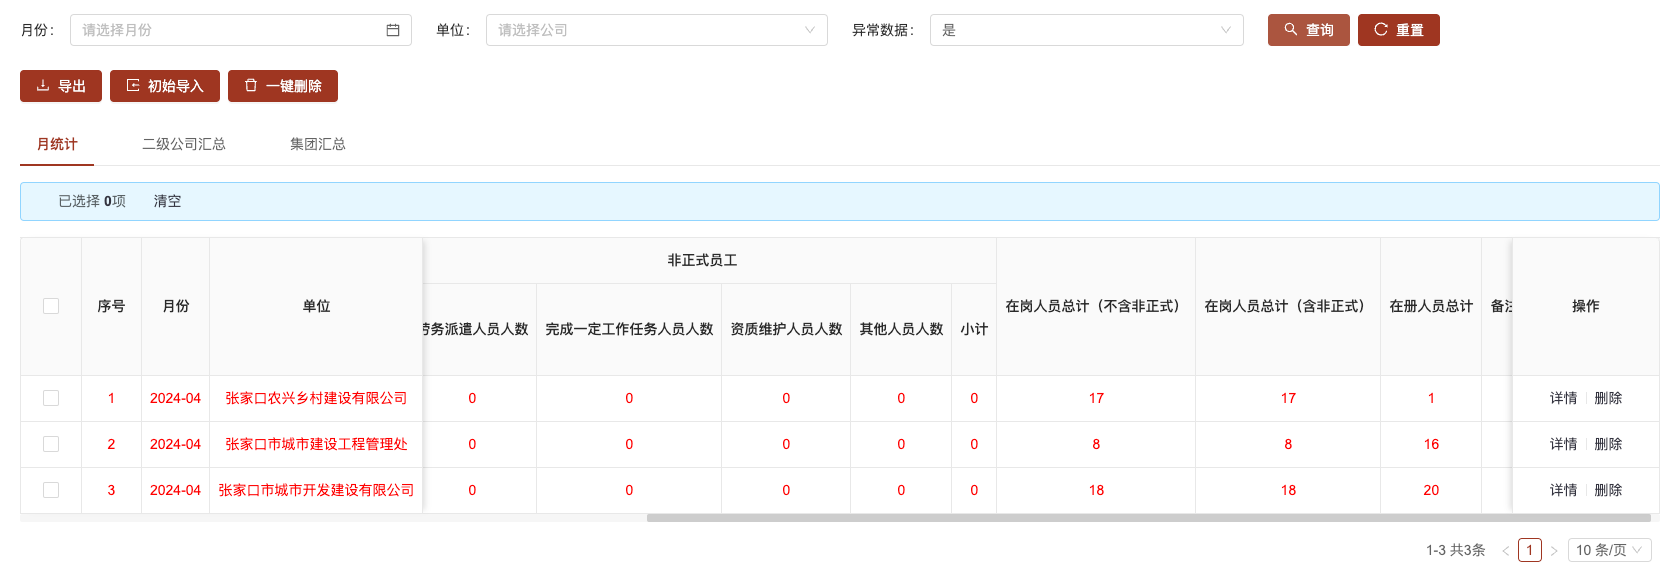 月份： 请选择月份 单位： 请选择公司 异常数据： 是 查询 重置
导出 初始导入 一键删除
月统计 二级公司汇总 集团汇总
已选择 0项 清空
序号 月份 单位 非正式员工 在岗人员总计（不含非正式） 在岗人员总计（含非正式） 在册人员总计 备注 操作
劳务派遣人员人数 完成一定工作任务人员人数 资质维护人员人数 其他人员人数 小计
1 2024-04 张家口农兴乡村建设有限公司 0 0 0 0 0 17 17 1 详情 删除
2 2024-04 张家口市城市建设工程管理处 0 0 0 0 0 8 8 16 详情 删除
3 2024-04 张家口市城市开发建设有限公司 0 0 0 0 0 18 18 20 详情 删除
1-3 共3条 < 1 > 10 条/页